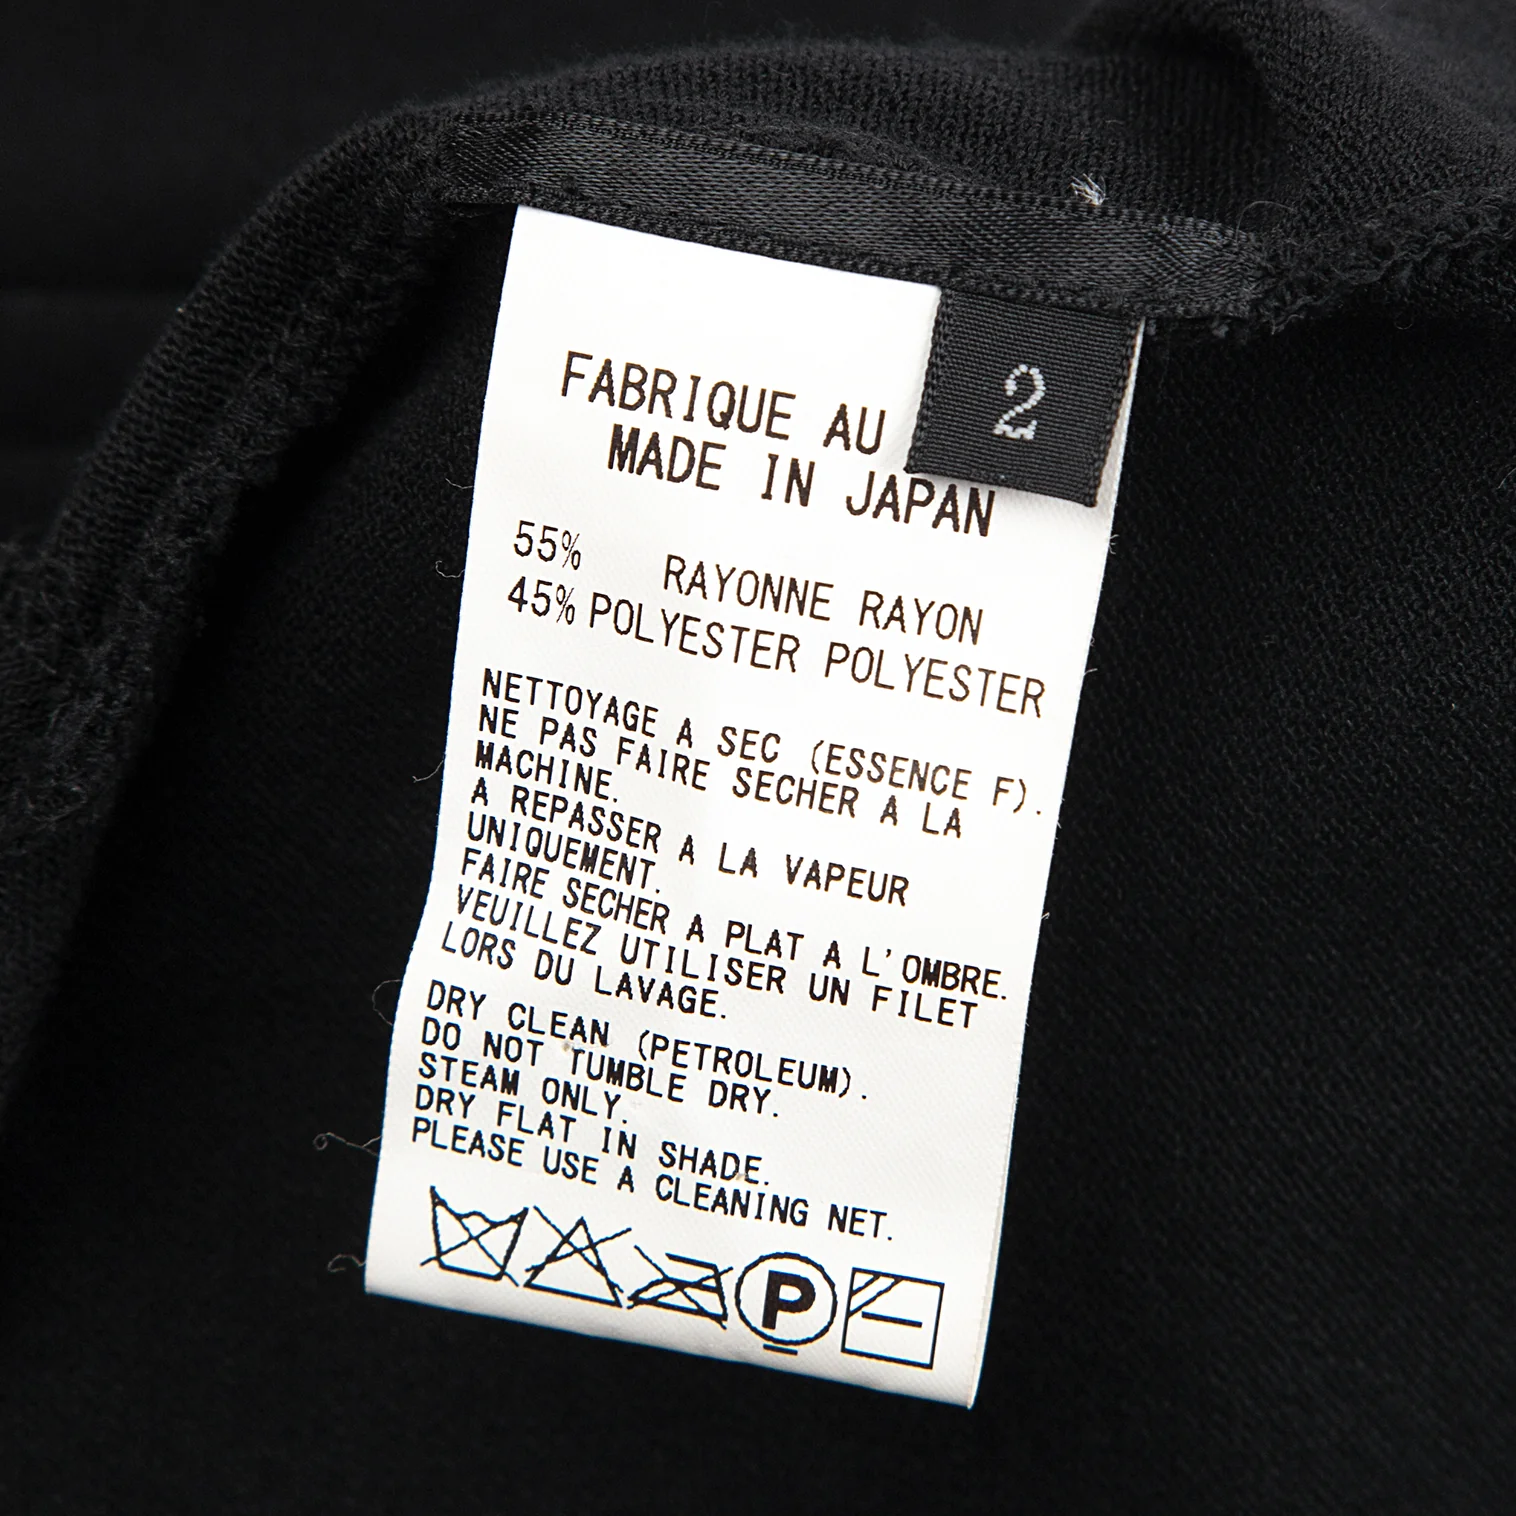 2
FABRIQUE AU
MADE IN JAPAN
55% RAYONNE RAYON
45% POLYESTER POLYESTER
NETTOYAGE A SEC (ESSENCE F).
NE PAS FAIRE SECHER A LA
MACHINE.
A REPASSER A LA VAPEUR
UNIQUEMENT.
FAIRE SECHER A PLAT A L'OMBRE.
VEUILLEZ UTILISER UN FILET
LORS DU LAVAGE.
DRY CLEAN (PETROLEUM).
DO NOT TUMBLE DRY.
STEAM ONLY.
DRY FLAT IN SHADE.
PLEASE USE A CLEANING NET.
P